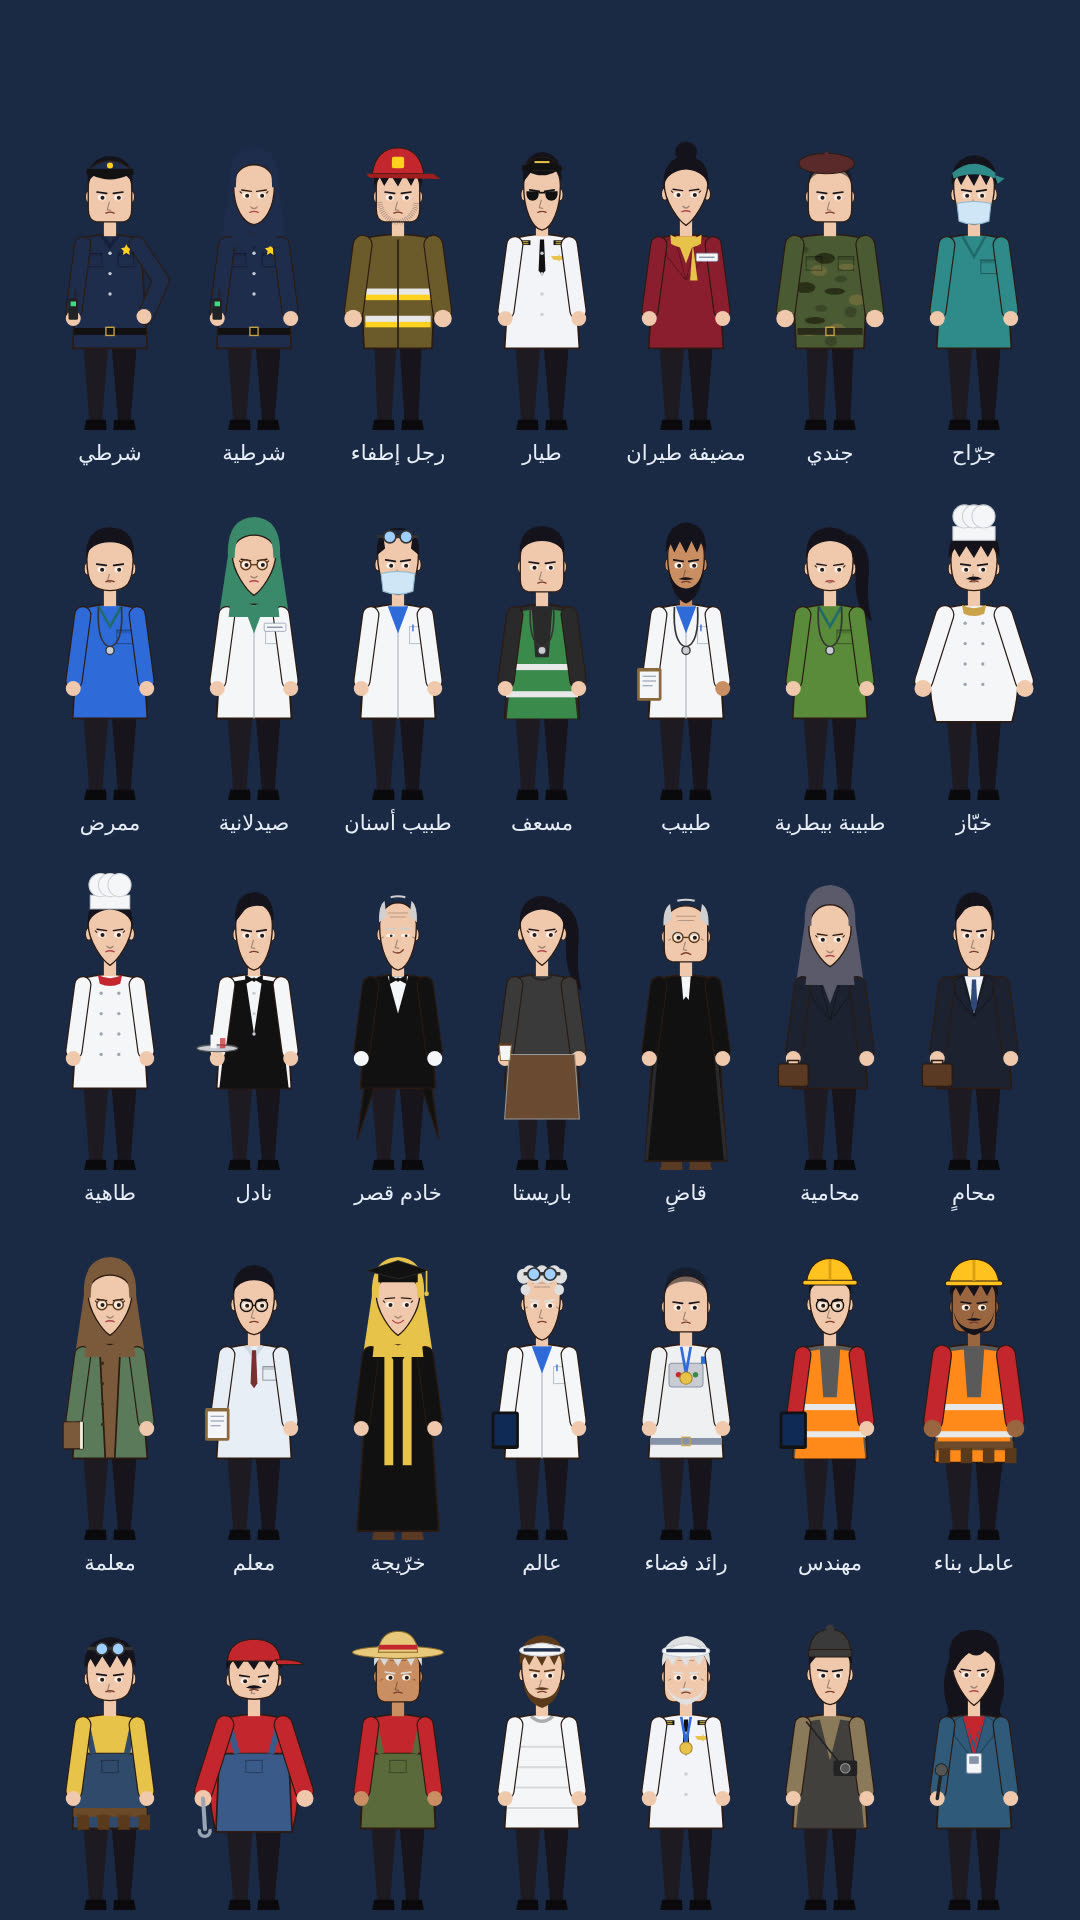 جرّاح
جندي
مضيفة طيران
طيار
رجل إطفاء
شرطية
شرطي
خبّاز
طبيبة بيطرية
طبيب
مسعف
طبيب أسنان
صيدلانية
ممرض
محامٍ
محامية
قاضٍ
باريستا
خادم قصر
نادل
طاهية
عامل بناء
مهندس
رائد فضاء
عالم
خرّيجة
معلم
معلمة